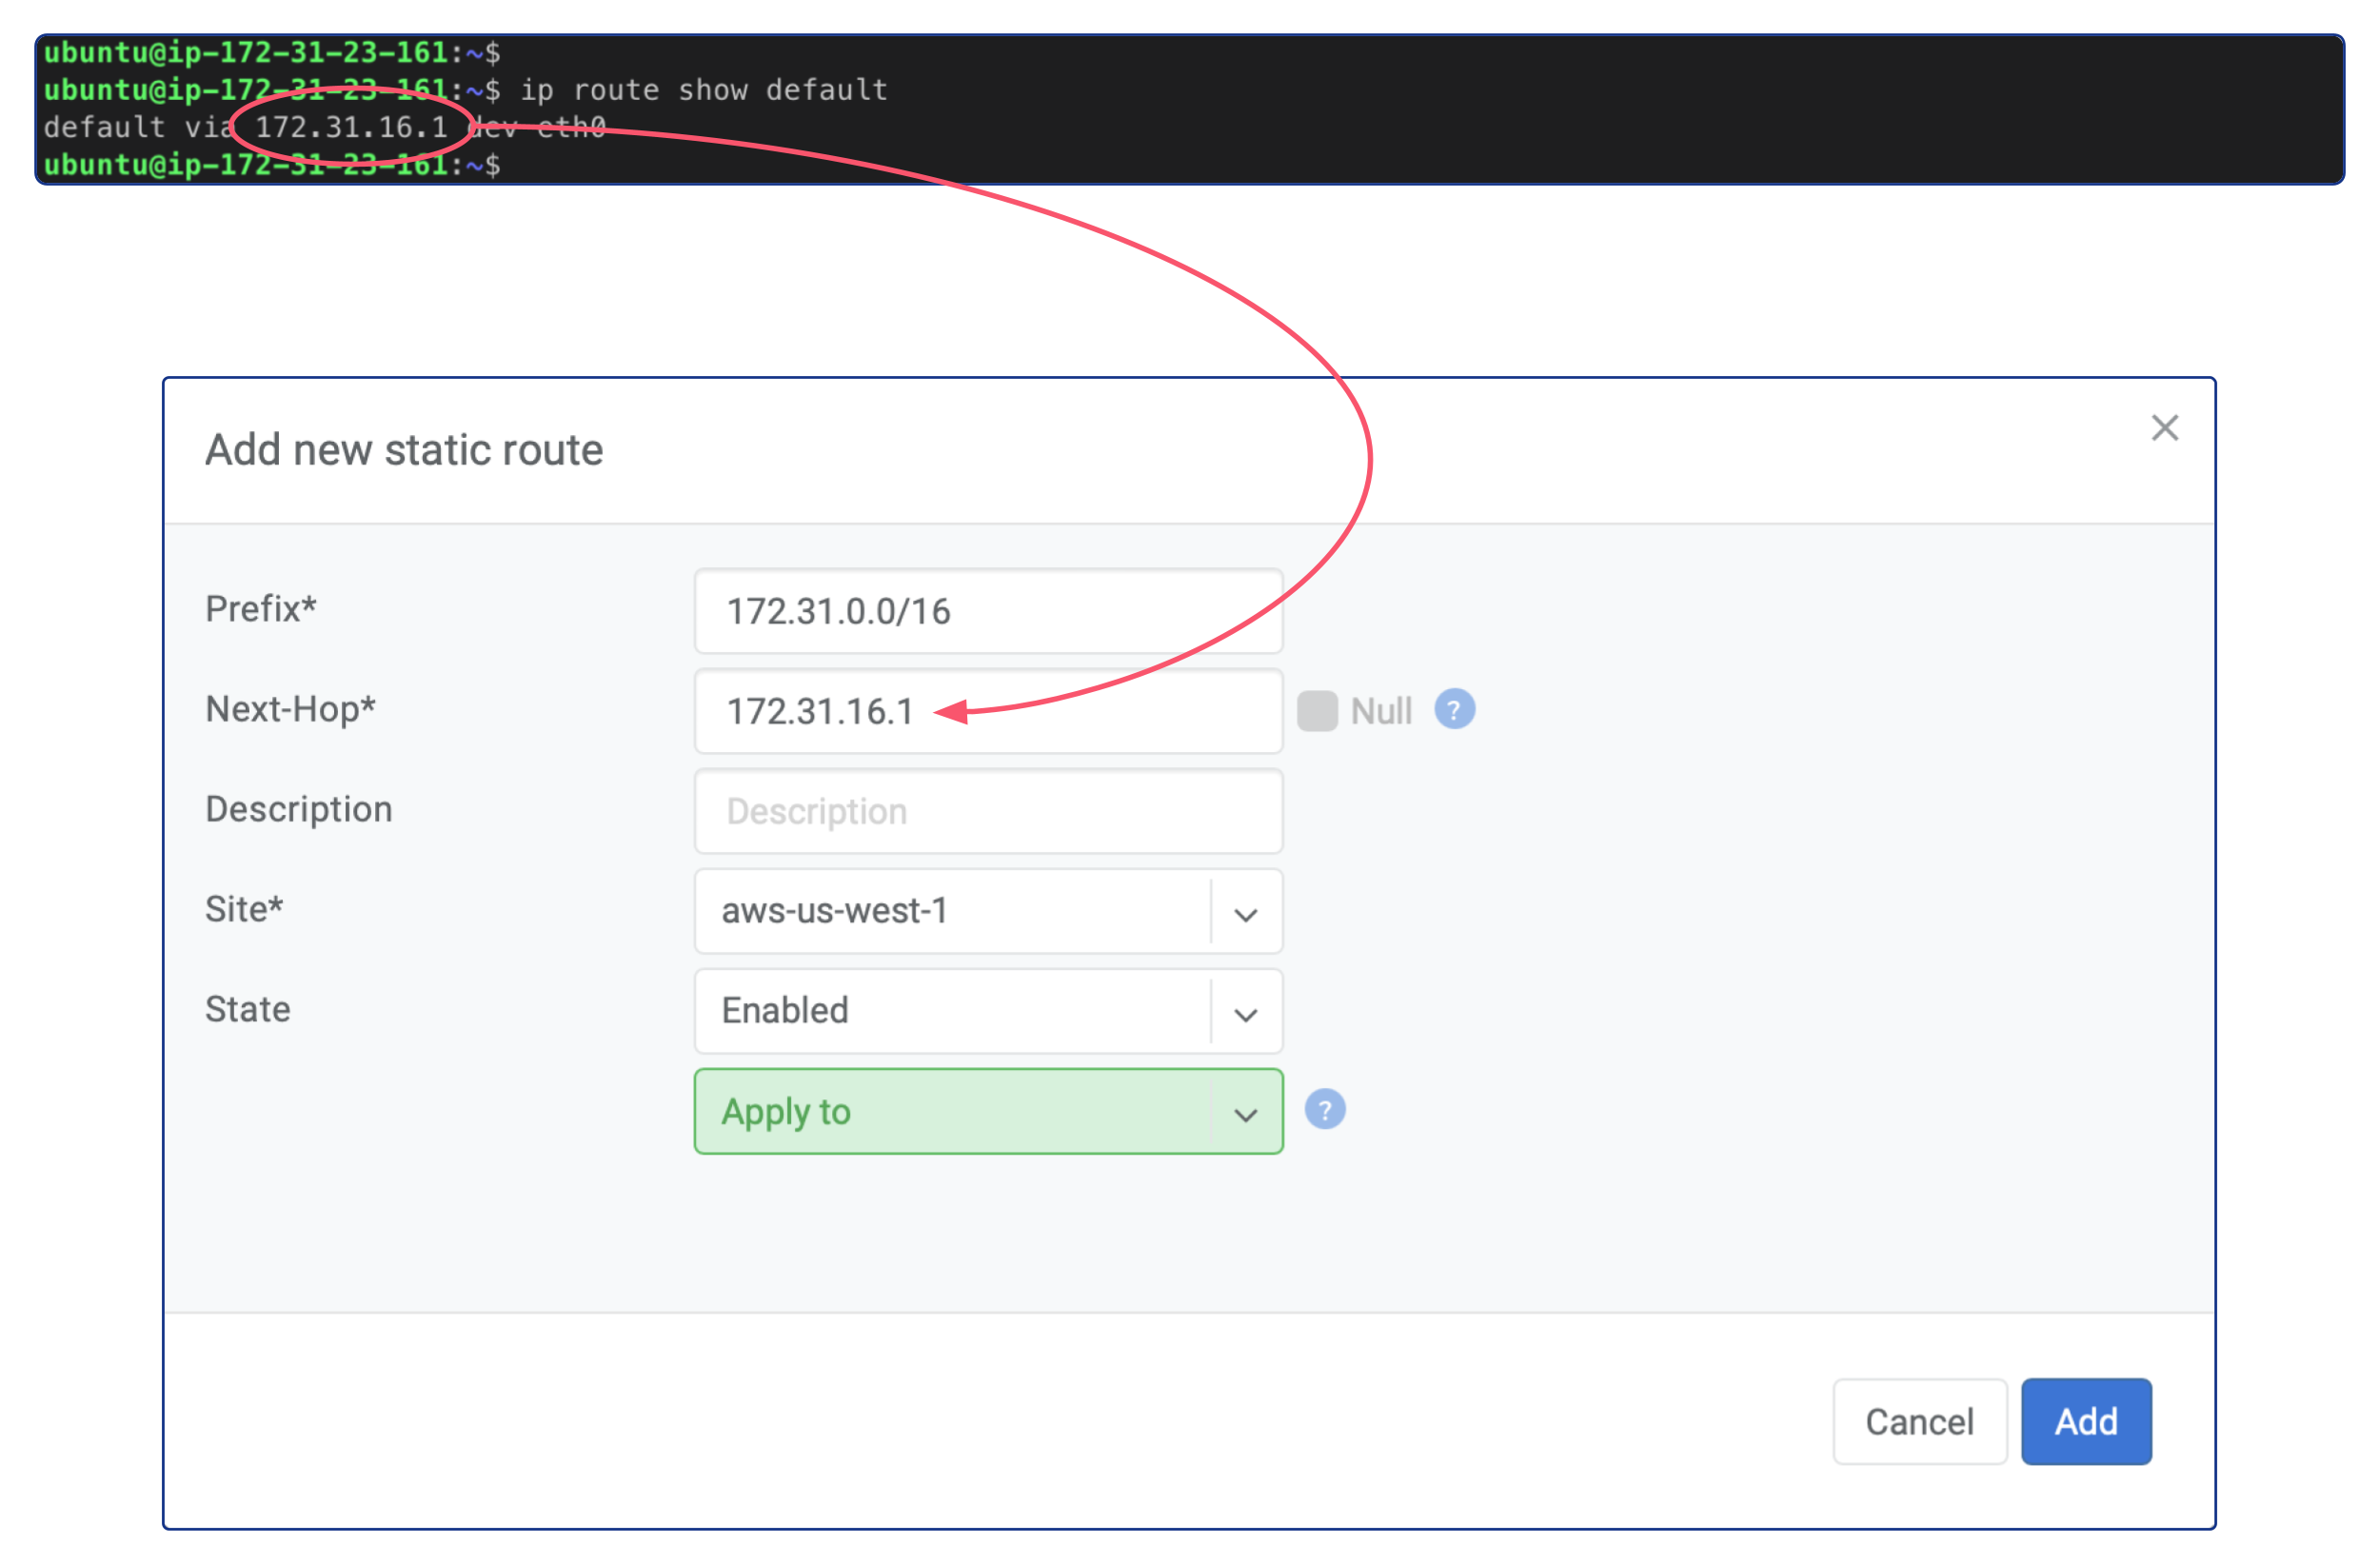 ubuntu@ip-172-31-23-161:~$
ubuntu@ip-172-31-23-161:~$ ip route show default
default via 172.31.16.1 dev eth0
ubuntu@ip-172-31-23-161:~$
Add new static route
Prefix* 172.31.0.0/16
Next-Hop* 172.31.16.1 Null ?
Description Description
Site* aws-us-west-1
State Enabled
Apply to ?
Cancel Add